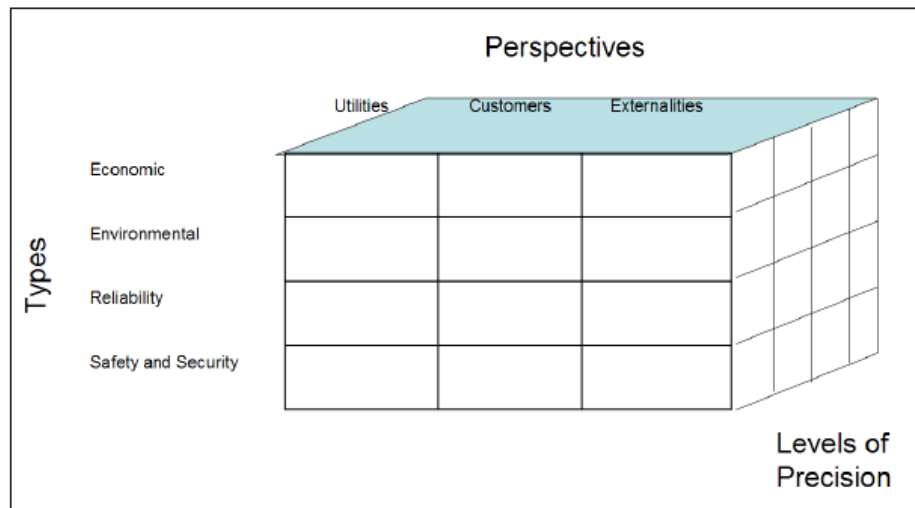 Perspectives
Utilities Customers Externalities
Types
Economic
Environmental
Reliability
Safety and Security
Levels of
Precision